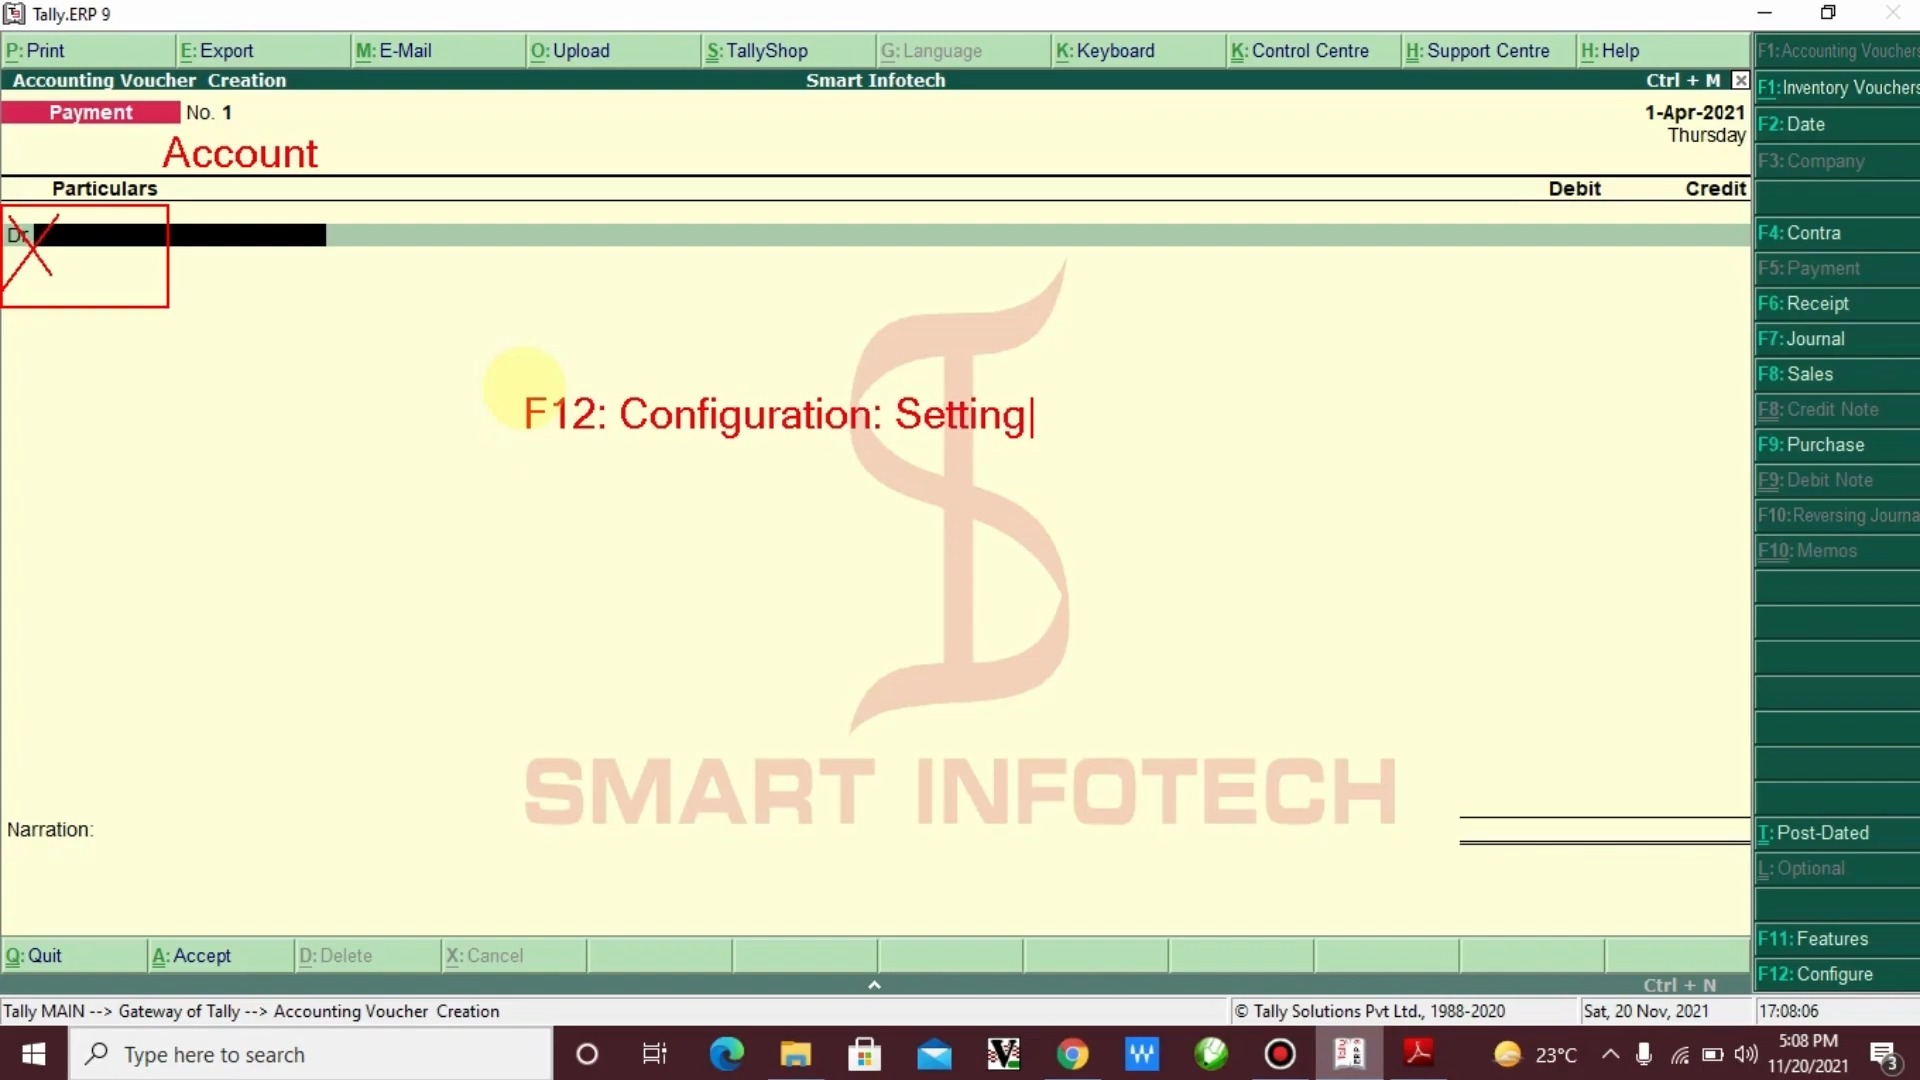 Tally.ERP 9
P: Print
E: Export
M: E-Mail
O: Upload
S: TallyShop
G: Language
K: Keyboard
K: Control Centre
H: Support Centre
H: Help
F1:Accounting Vouchers
Accounting Voucher Creation
Smart Infotech
Ctrl + M
F1:Inventory Vouchers
Payment
No. 1
1-Apr-2021
Thursday
F2: Date
Account
F3: Company
Particulars
Debit
Credit
Dr
F4: Contra
F5: Payment
F6: Receipt
F7: Journal
F8: Sales
F12: Configuration: Setting
F8: Credit Note
F9: Purchase
F9: Debit Note
F10:Reversing Journa
F10: Memos
SMART INFOTECH
Narration:
T: Post-Dated
L: Optional
F11: Features
Q: Quit
A: Accept
D: Delete
X: Cancel
F12: Configure
Ctrl + N
Tally MAIN --> Gateway of Tally --> Accounting Voucher Creation
© Tally Solutions Pvt Ltd., 1988-2020
Sat, 20 Nov, 2021
17:08:06
Type here to search
23°C
5:08 PM
11/20/2021
3